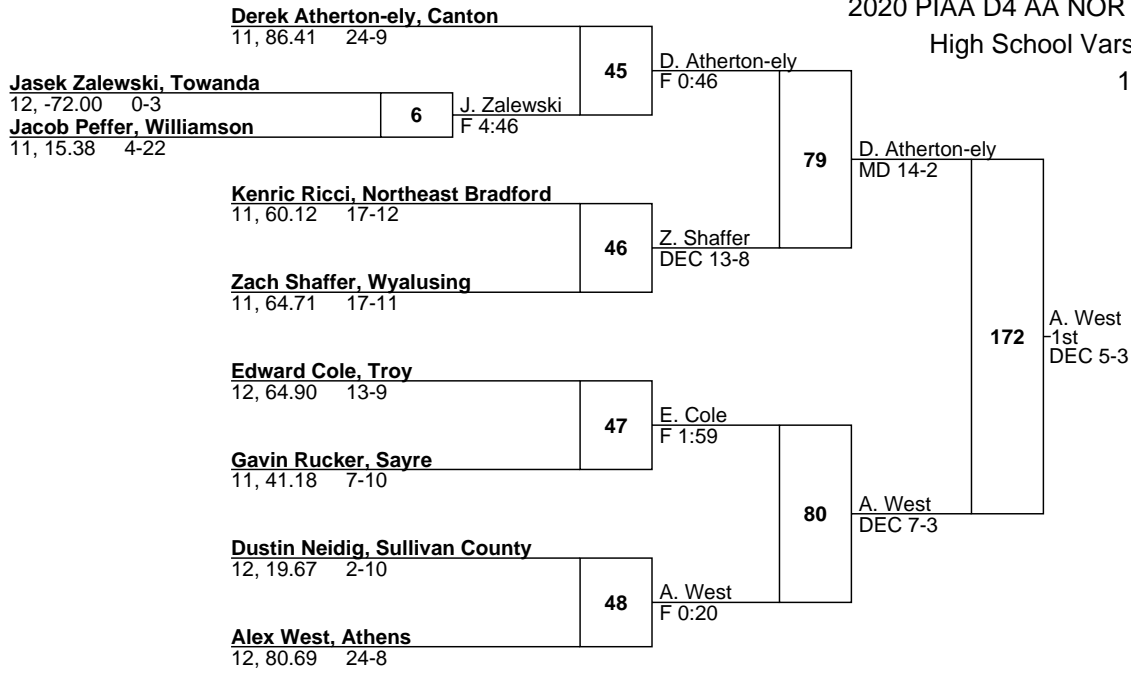 2020 PIAA D4 AA NOR
High School Vars
1
Derek Atherton-ely, Canton
11, 86.41 24-9
45
D. Atherton-ely
F 0:46
Jasek Zalewski, Towanda
12, -72.00 0-3
6
J. Zalewski
F 4:46
Jacob Peffer, Williamson
11, 15.38 4-22
79
D. Atherton-ely
MD 14-2
Kenric Ricci, Northeast Bradford
11, 60.12 17-12
46
Z. Shaffer
DEC 13-8
Zach Shaffer, Wyalusing
11, 64.71 17-11
172
A. West
1st
DEC 5-3
Edward Cole, Troy
12, 64.90 13-9
47
E. Cole
F 1:59
Gavin Rucker, Sayre
11, 41.18 7-10
80
A. West
DEC 7-3
Dustin Neidig, Sullivan County
12, 19.67 2-10
48
A. West
F 0:20
Alex West, Athens
12, 80.69 24-8